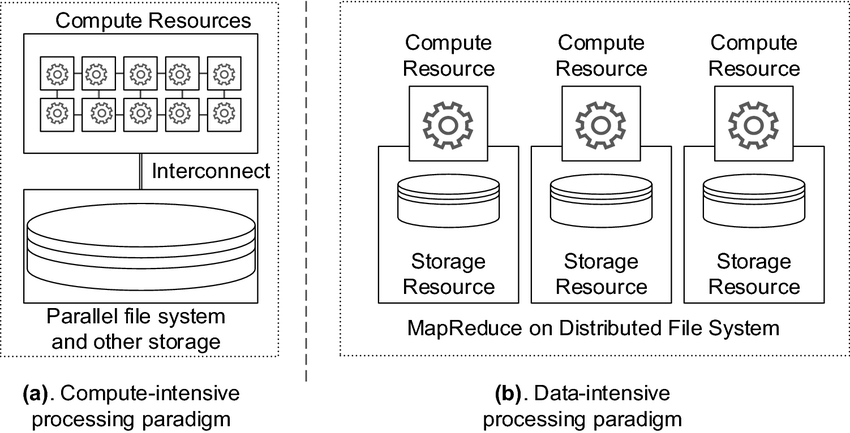 Compute Resources
Interconnect
Parallel file system
and other storage
(a). Compute-intensive
processing paradigm
Compute
Resource
Compute
Resource
Compute
Resource
Storage
Resource
Storage
Resource
Storage
Resource
MapReduce on Distributed File System
(b). Data-intensive
processing paradigm